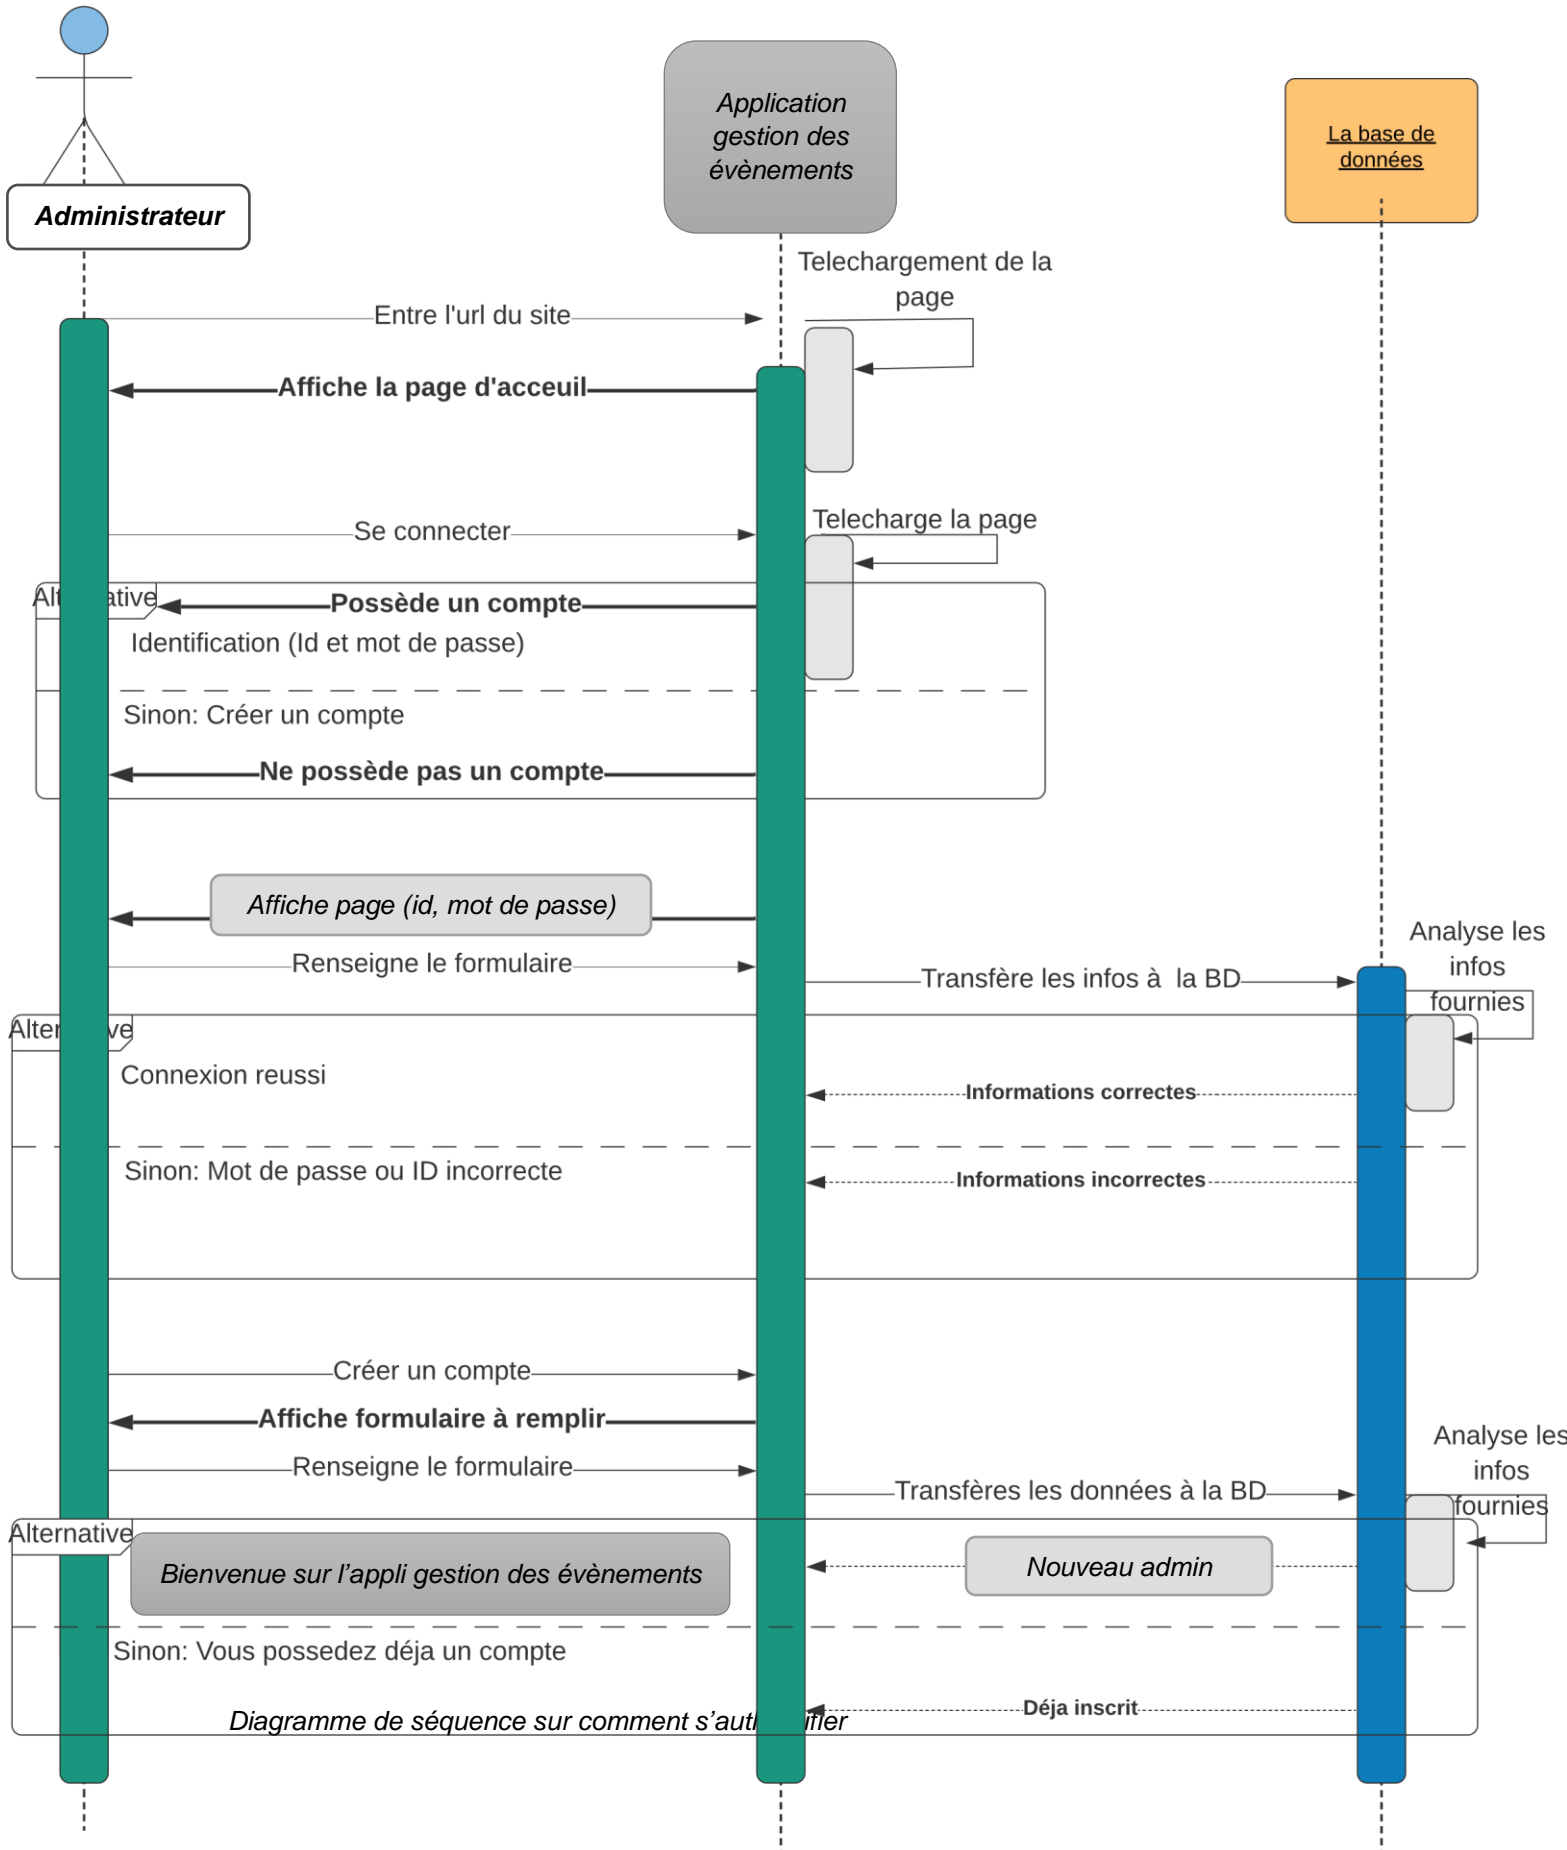 Application
gestion des
évènements
La base de
données
Administrateur
Telechargement de la
page
Entre l'url du site
Affiche la page d'acceuil
Telecharge la page
Se connecter
Possède un compte
Identification (Id et mot de passe)
Sinon: Créer un compte
Ne possède pas un compte
Affiche page (id, mot de passe)
Analyse les
infos
fournies
Renseigne le formulaire
Transfère les infos à la BD
Connexion reussi
Informations correctes
Sinon: Mot de passe ou ID incorrecte
Informations incorrectes
Créer un compte
Affiche formulaire à remplir
Analyse les
infos
fournies
Renseigne le formulaire
Transfères les données à la BD
Alternative
Bienvenue sur l’appli gestion des évènements
Nouveau admin
Sinon: Vous possedez déja un compte
Déja inscrit
Diagramme de séquence sur comment